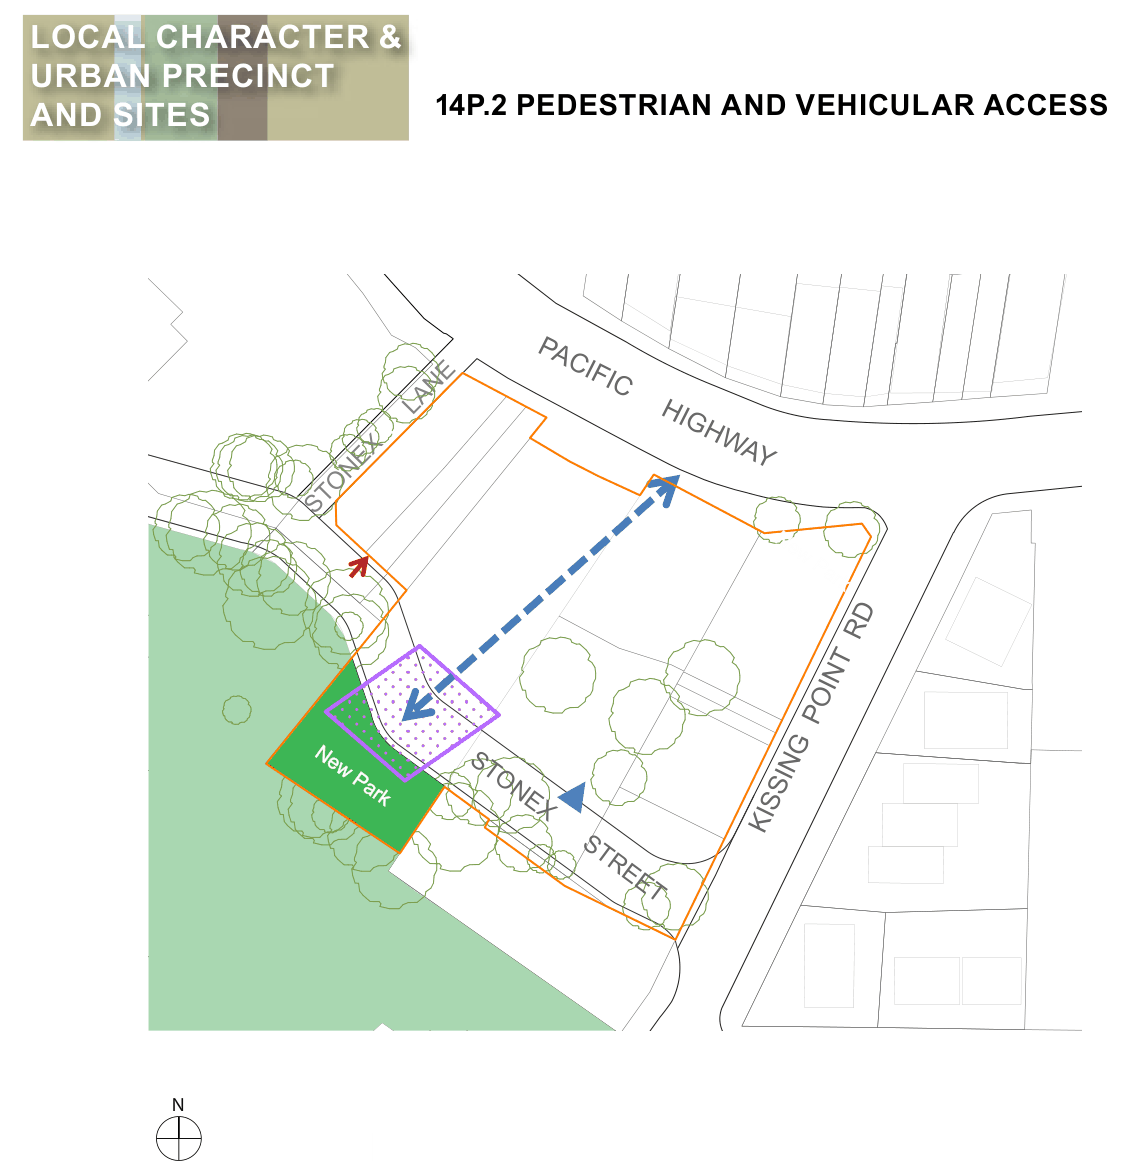 LOCAL CHARACTER &
URBAN PRECINCT
AND SITES
14P.2 PEDESTRIAN AND VEHICULAR ACCESS
PACIFIC HIGHWAY
STONEX LANE
KISSING POINT RD
New Park
STONEX STREET
N